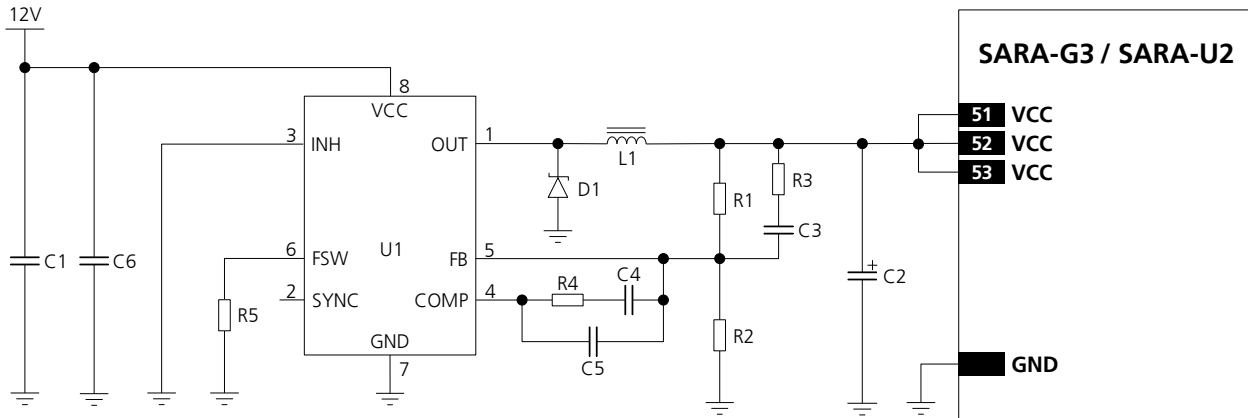 12V
SARA-G3 / SARA-U2
8
VCC
51 VCC
3 INH OUT 1
52 VCC
L1
53 VCC
D1
R1
R3
C3
C1
C6
6 FSW U1 FB 5
C2
R4
C4
2 SYNC COMP 4
R5
R2
GND
C5
7
GND